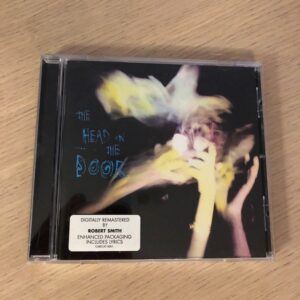 THE
HEAD ON
THE
DOOR
DIGITALLY REMASTERED
BY
ROBERT SMITH
ENHANCED PACKAGING
INCLUDES LYRICS